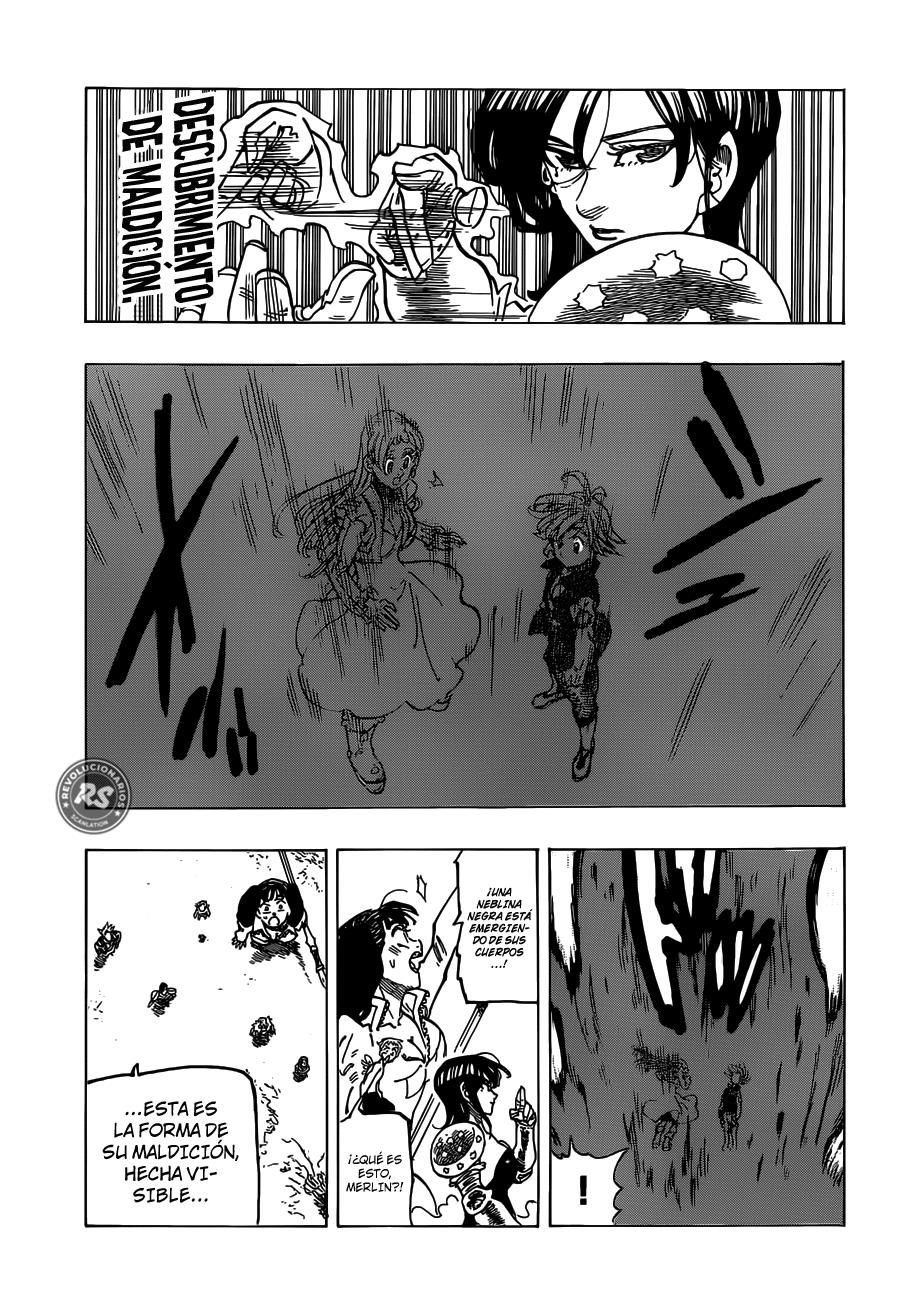 DESCUBRIMIENTO
DE MALDICIÓN.
!
¡UNA
NEBLINA
NEGRA ESTÁ
EMERGIEN-
DO DE SUS
CUERPOS
...!
¡¿QUÉ ES
ESTO,
MERLIN?!
...ESTA ES
LA FORMA DE
SU MALDICIÓN,
HECHA VI-
SIBLE...
REVOLUCIONARIOS
RS
SCANLATION